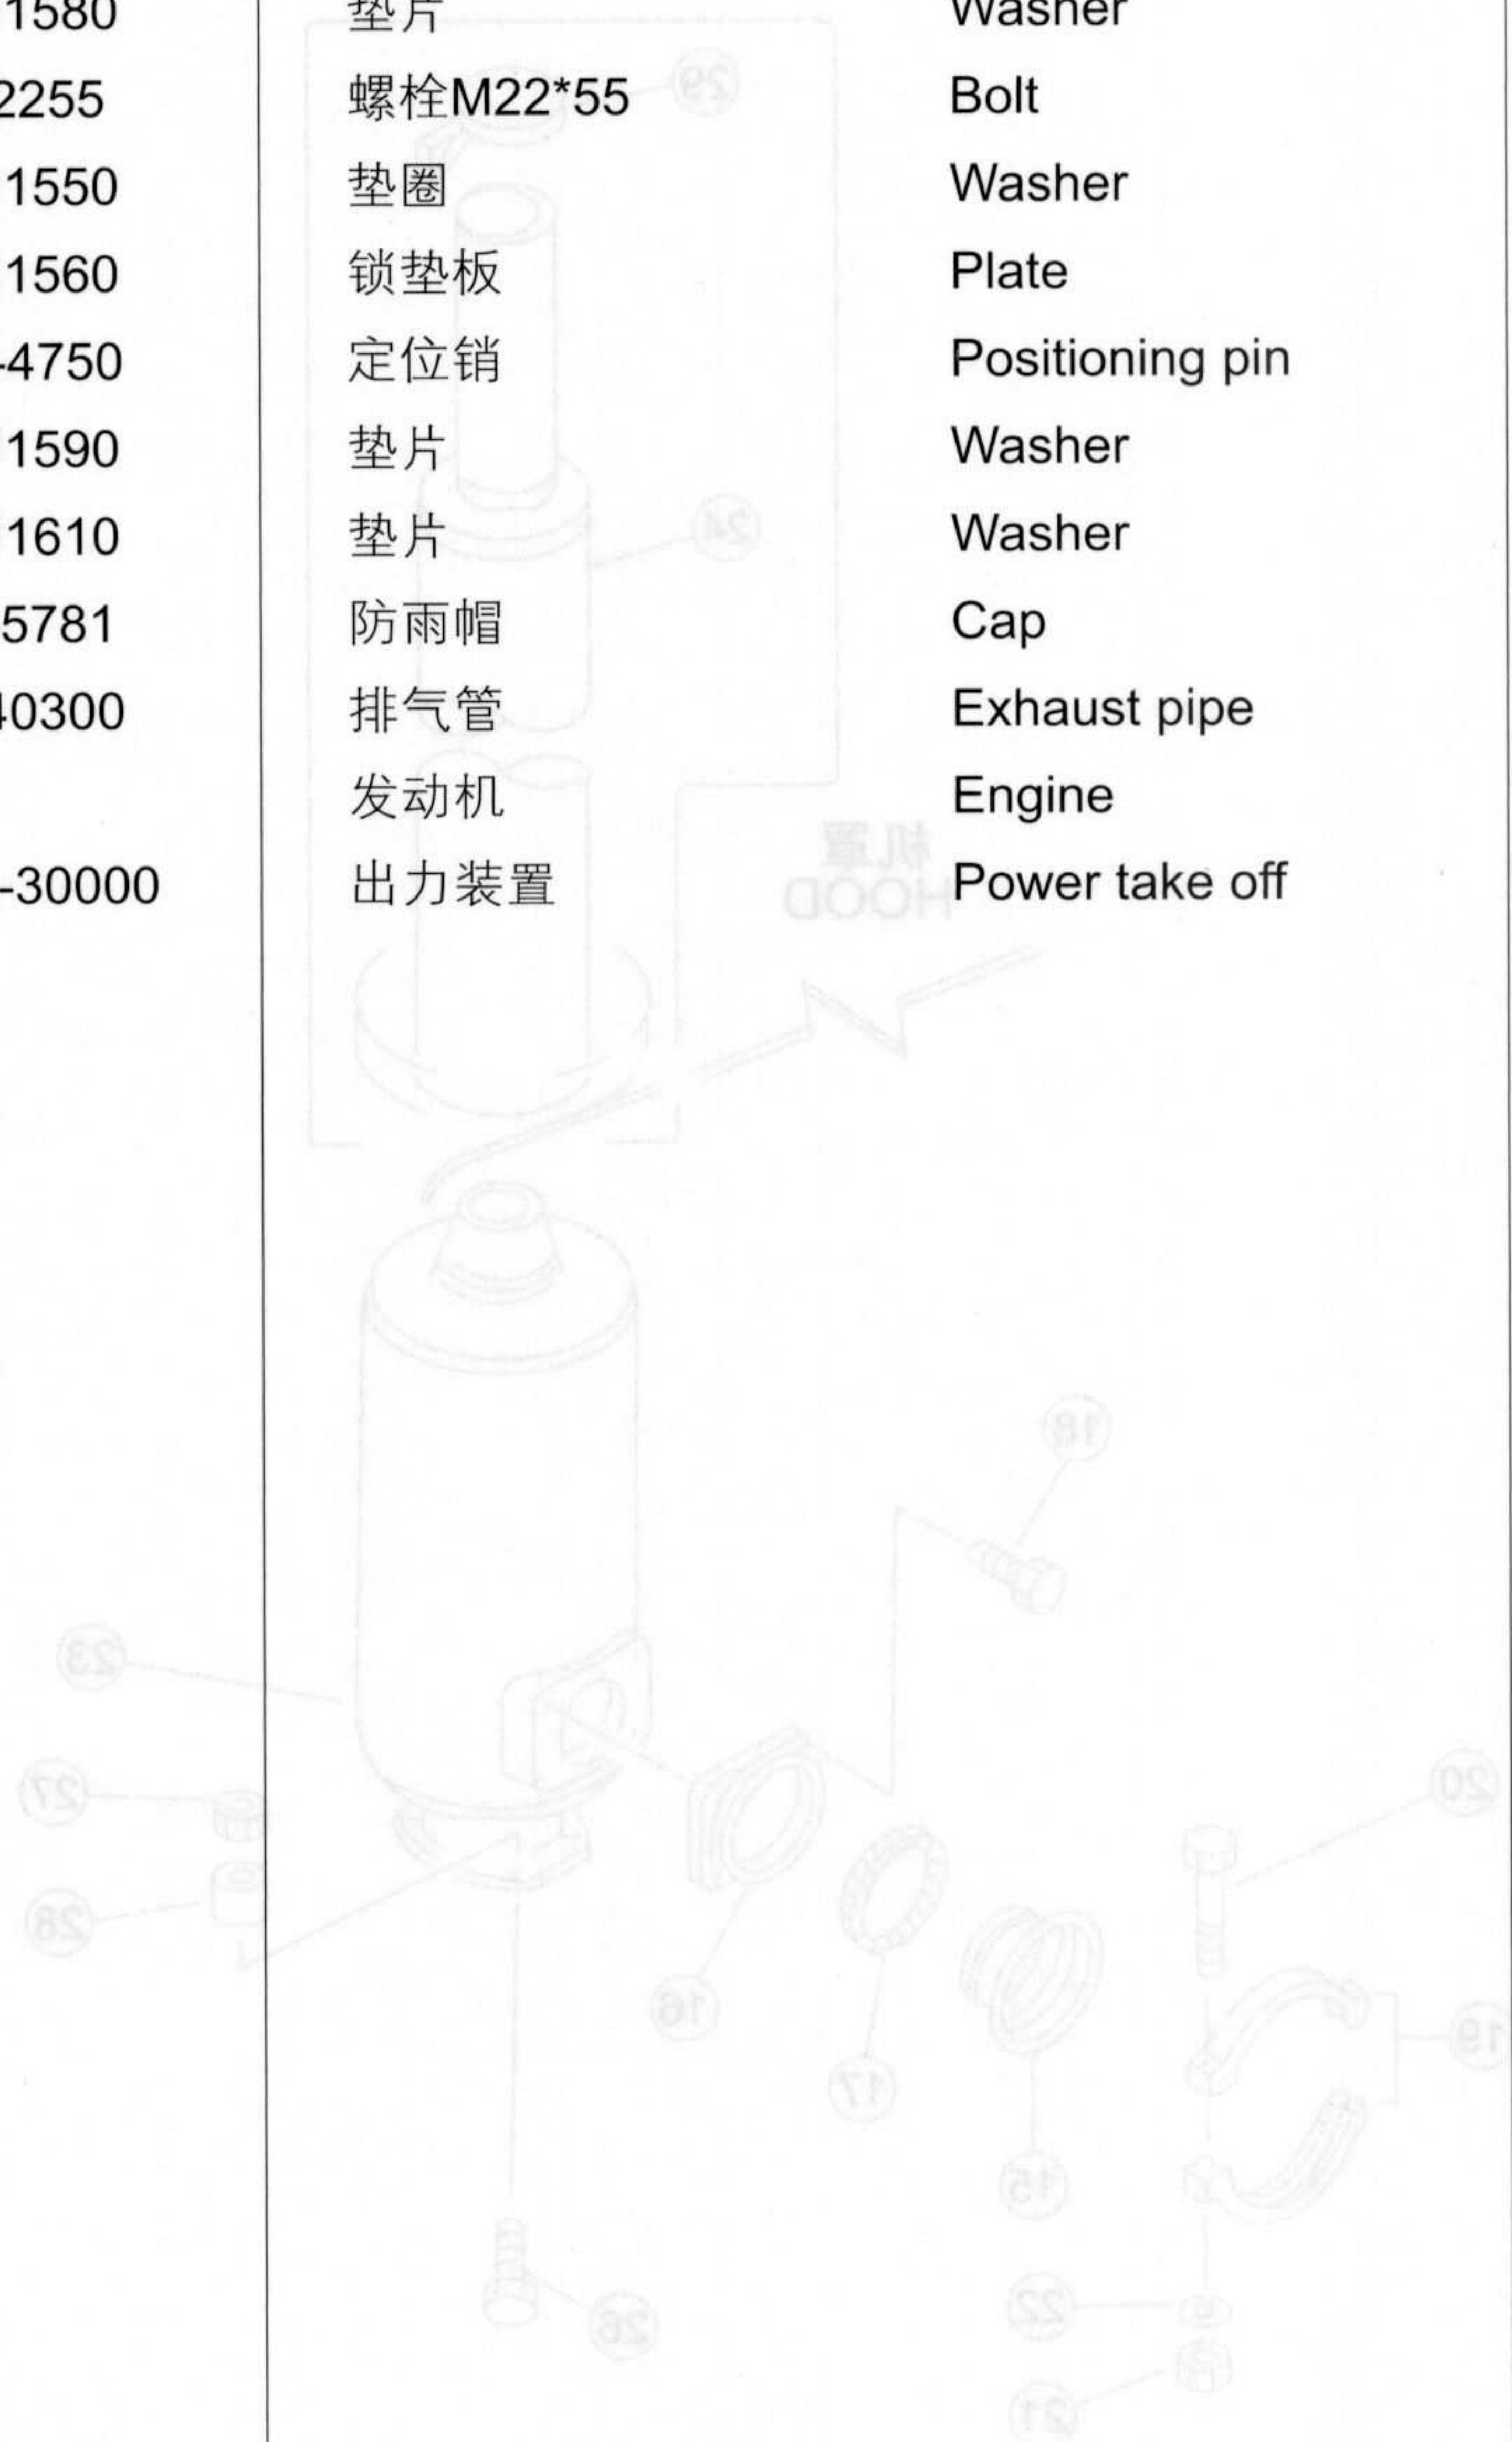 1580 垫片 Washer
2255 螺栓M22*55 Bolt
1550 垫圈 Washer
1560 锁垫板 Plate
-4750 定位销 Positioning pin
1590 垫片 Washer
1610 垫片 Washer
5781 防雨帽 Cap
40300 排气管 Exhaust pipe
发动机 Engine
-30000 出力装置 Power take off
29
24
机罩
HOOD
18
23
27
20
28
16
19
17
15
22
26
21